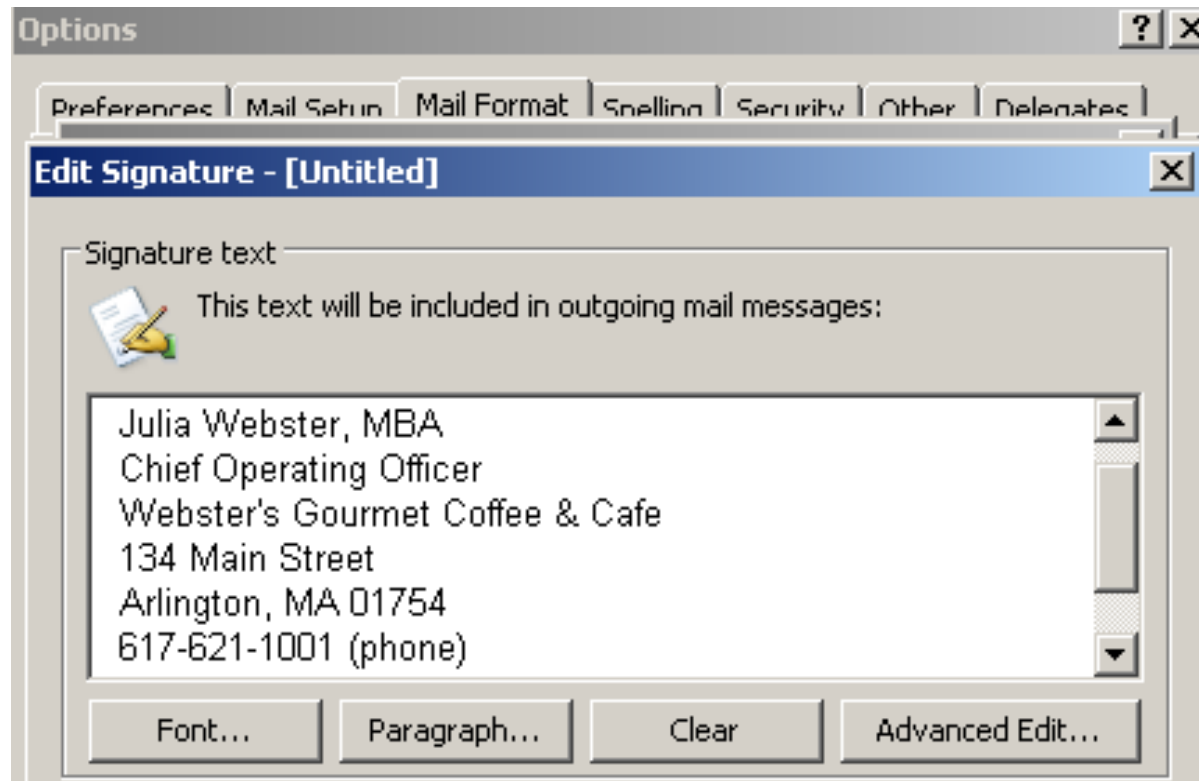 Options
Preferences Mail Setup Mail Format Spelling Security Other Delegates
Edit Signature - [Untitled]
Signature text
This text will be included in outgoing mail messages:
Julia Webster, MBA
Chief Operating Officer
Webster's Gourmet Coffee & Cafe
134 Main Street
Arlington, MA 01754
617-621-1001 (phone)
Font... Paragraph... Clear Advanced Edit...